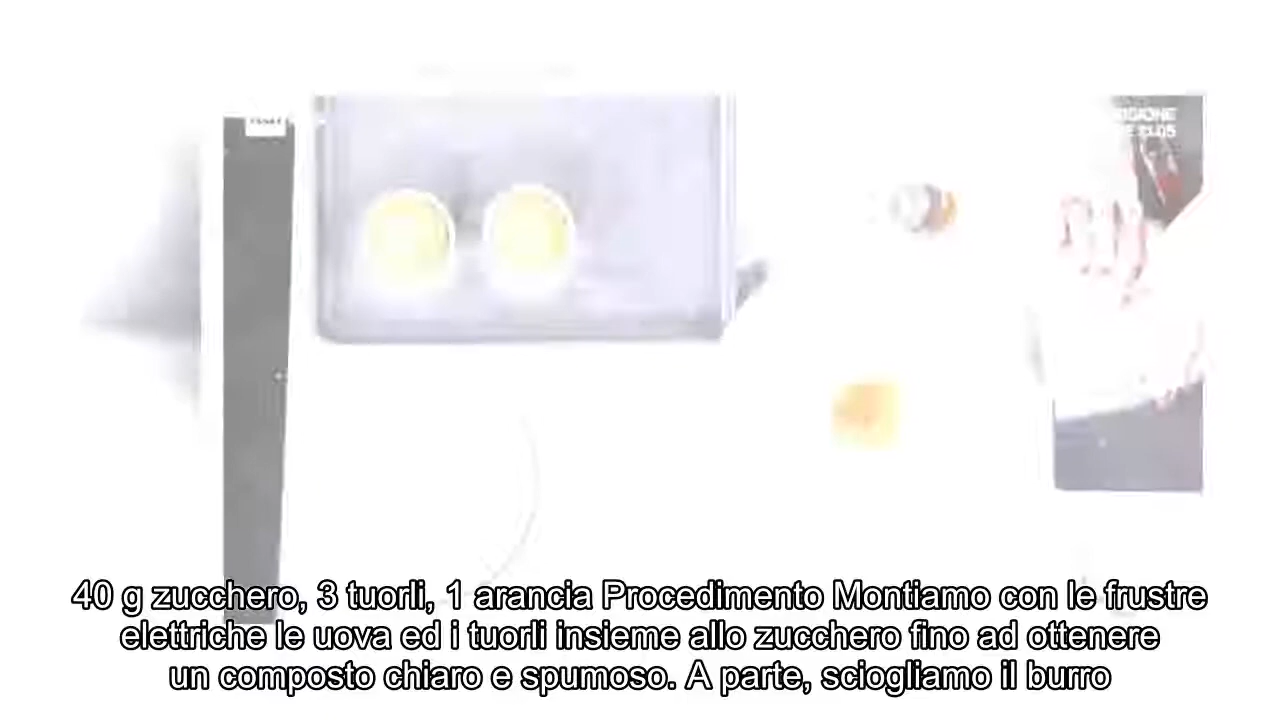 40 g zucchero, 3 tuorli, 1 arancia Procedimento Montiamo con le frustre
elettriche le uova ed i tuorli insieme allo zucchero fino ad ottenere
un composto chiaro e spumoso. A parte, sciogliamo il burro